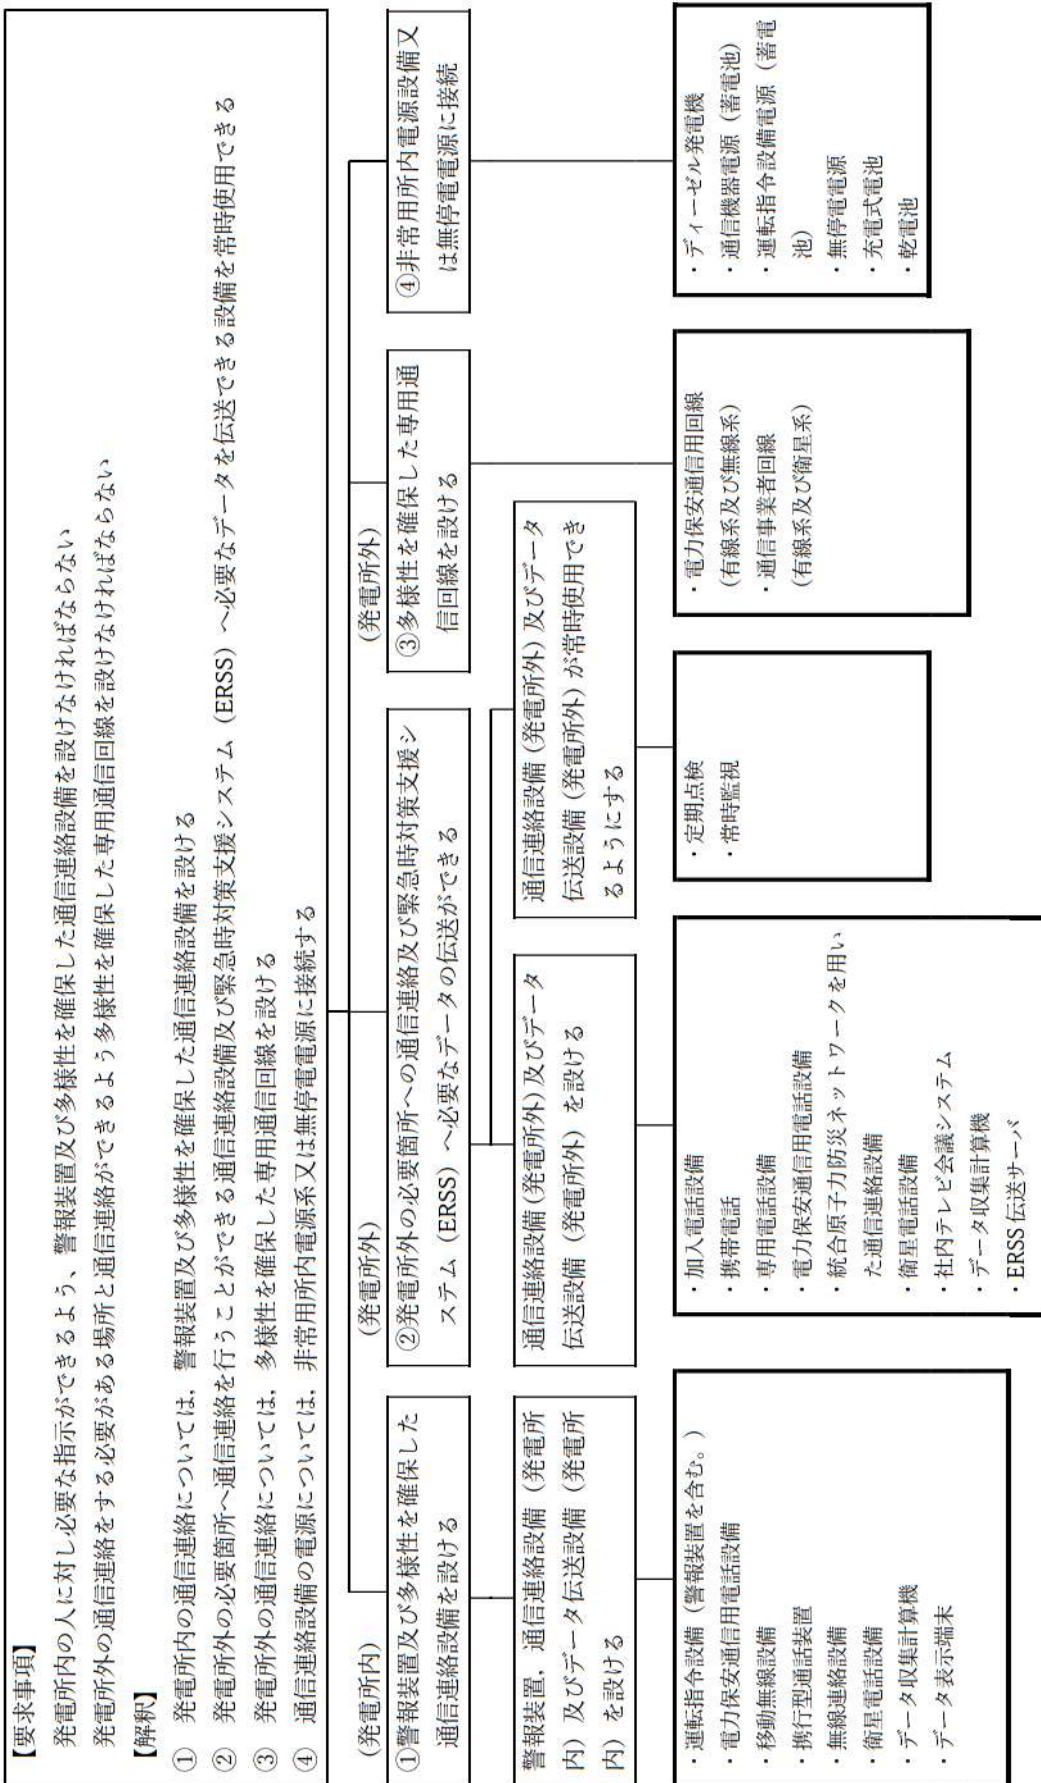 【要求事項】
発電所内の人に対し必要な指示ができるよう、警報装置及び多様性を確保した通信連絡設備を設けなければならない
発電所外の通信連絡をする必要がある場所と通信連絡ができるよう多様性を確保した専用通信回線を設けなければならない
【解釈】
① 発電所内の通信連絡については，警報装置及び多様性を確保した通信連絡設備を設ける
② 発電所外の必要箇所へ通信連絡を行うことができる通信連絡設備及び緊急時対策支援システム（ERSS）へ必要なデータを伝送できる設備を常時使用できる
③ 発電所外の通信連絡については，多様性を確保した専用通信回線を設ける
④ 通信連絡設備の電源については，非常用所内電源系又は無停電電源に接続する
(発電所内)
①警報装置及び多様性を確保した
通信連絡設備を設ける
警報装置，通信連絡設備（発電所
内）及びデータ伝送設備（発電所
内）を設ける
・運転指令設備（警報装置を含む。）
・電力保安通信用電話設備
・移動無線設備
・携行型通話装置
・無線連絡設備
・衛星電話設備
・データ収集計算機
・データ表示端末
(発電所外)
②発電所外の必要箇所への通信連絡及び緊急時対策支援シ
ステム（ERSS）へ必要なデータの伝送ができる
通信連絡設備(発電所外)及びデータ
伝送設備（発電所外）を設ける
・加入電話設備
・携帯電話
・専用電話設備
・電力保安通信用電話設備
・統合原子力防災ネットワークを用い
た通信連絡設備
・衛星電話設備
・社内テレビ会議システム
・データ収集計算機
・ERSS 伝送サーバ
通信連絡設備(発電所外)及びデータ
伝送設備(発電所外)が常時使用でき
るようにする
・定期点検
・常時監視
(発電所外)
③多様性を確保した専用通
信回線を設ける
・電力保安通信用回線
(有線系及び無線系)
・通信事業者回線
(有線系及び衛星系)
④非常用所内電源設備又
は無停電電源に接続
・ディーゼル発電機
・通信機器電源（蓄電池）
・運転指令設備電源（蓄電
池）
・無停電電源
・充電式電池
・乾電池